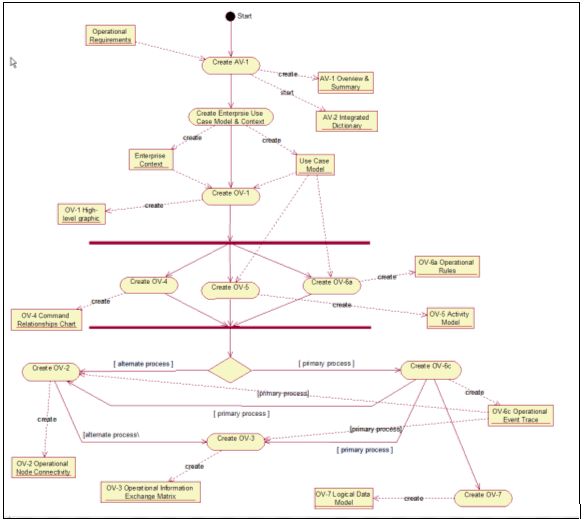 Start
Operational
Requirements
Create AV-1
create
AV-1 Overview &
Summary
start
AV-2 Integrated
Dictionary
Create Enterprsie Use
Case Model & Context
create
create
Enterprise
Context
Use Case
Model
Create OV-1
create
OV-1 High-
level graphic
OV-6a Operational
Rules
Create OV-4
Create OV-5
Create OV-6a
create
create
create
OV-4 Command
Relationships Chart
OV-5 Activity
Model
[ alternate process ]
[ primary process ]
Create OV-2
Create OV-6c
[primary process]
create
[ primary process ]
OV-6c Operational
Event Trace
create
[alternate process\
[primary process]
Create OV-3
[ primary process ]
create
OV-2 Operational
Node Connectivity
OV-3 Operational Information
Exchange Matrix
OV-7 Logical Data
Model
create
Create OV-7